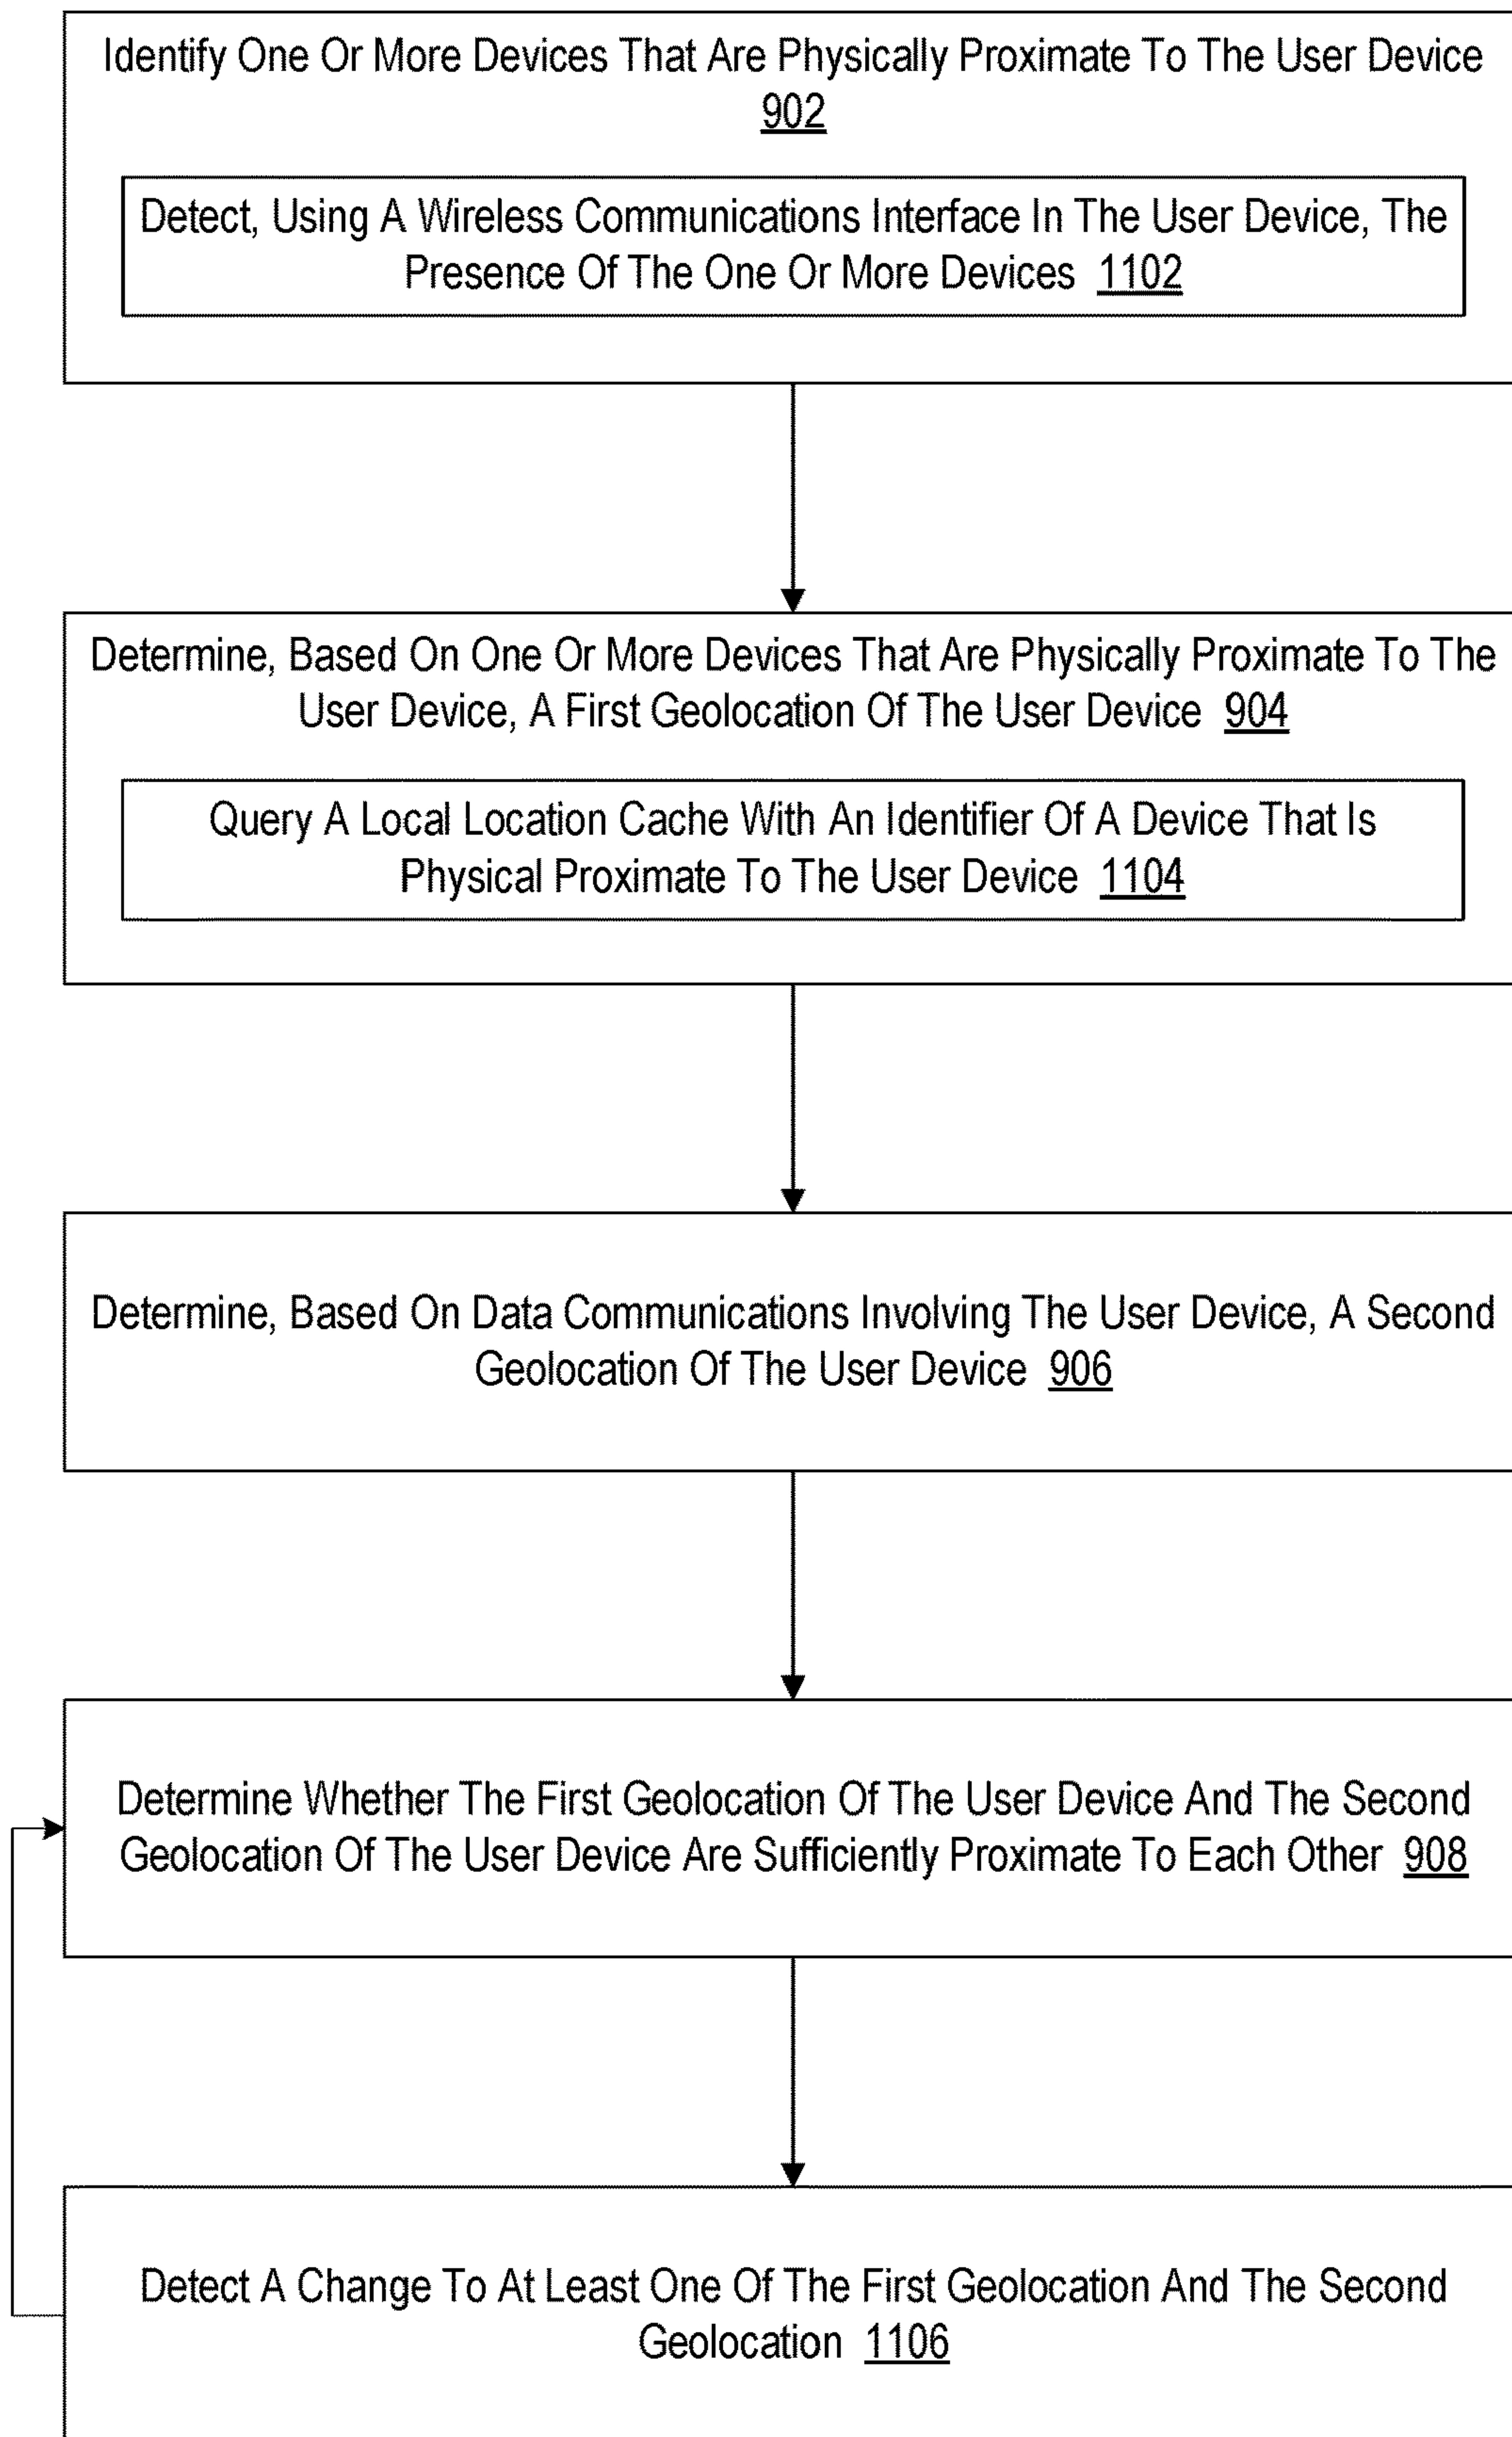 Identify One Or More Devices That Are Physically Proximate To The User Device
902
Detect, Using A Wireless Communications Interface In The User Device, The
Presence Of The One Or More Devices 1102
Determine, Based On One Or More Devices That Are Physically Proximate To The
User Device, A First Geolocation Of The User Device 904
Query A Local Location Cache With An Identifier Of A Device That Is
Physical Proximate To The User Device 1104
Determine, Based On Data Communications Involving The User Device, A Second
Geolocation Of The User Device 906
Determine Whether The First Geolocation Of The User Device And The Second
Geolocation Of The User Device Are Sufficiently Proximate To Each Other 908
Detect A Change To At Least One Of The First Geolocation And The Second
Geolocation 1106